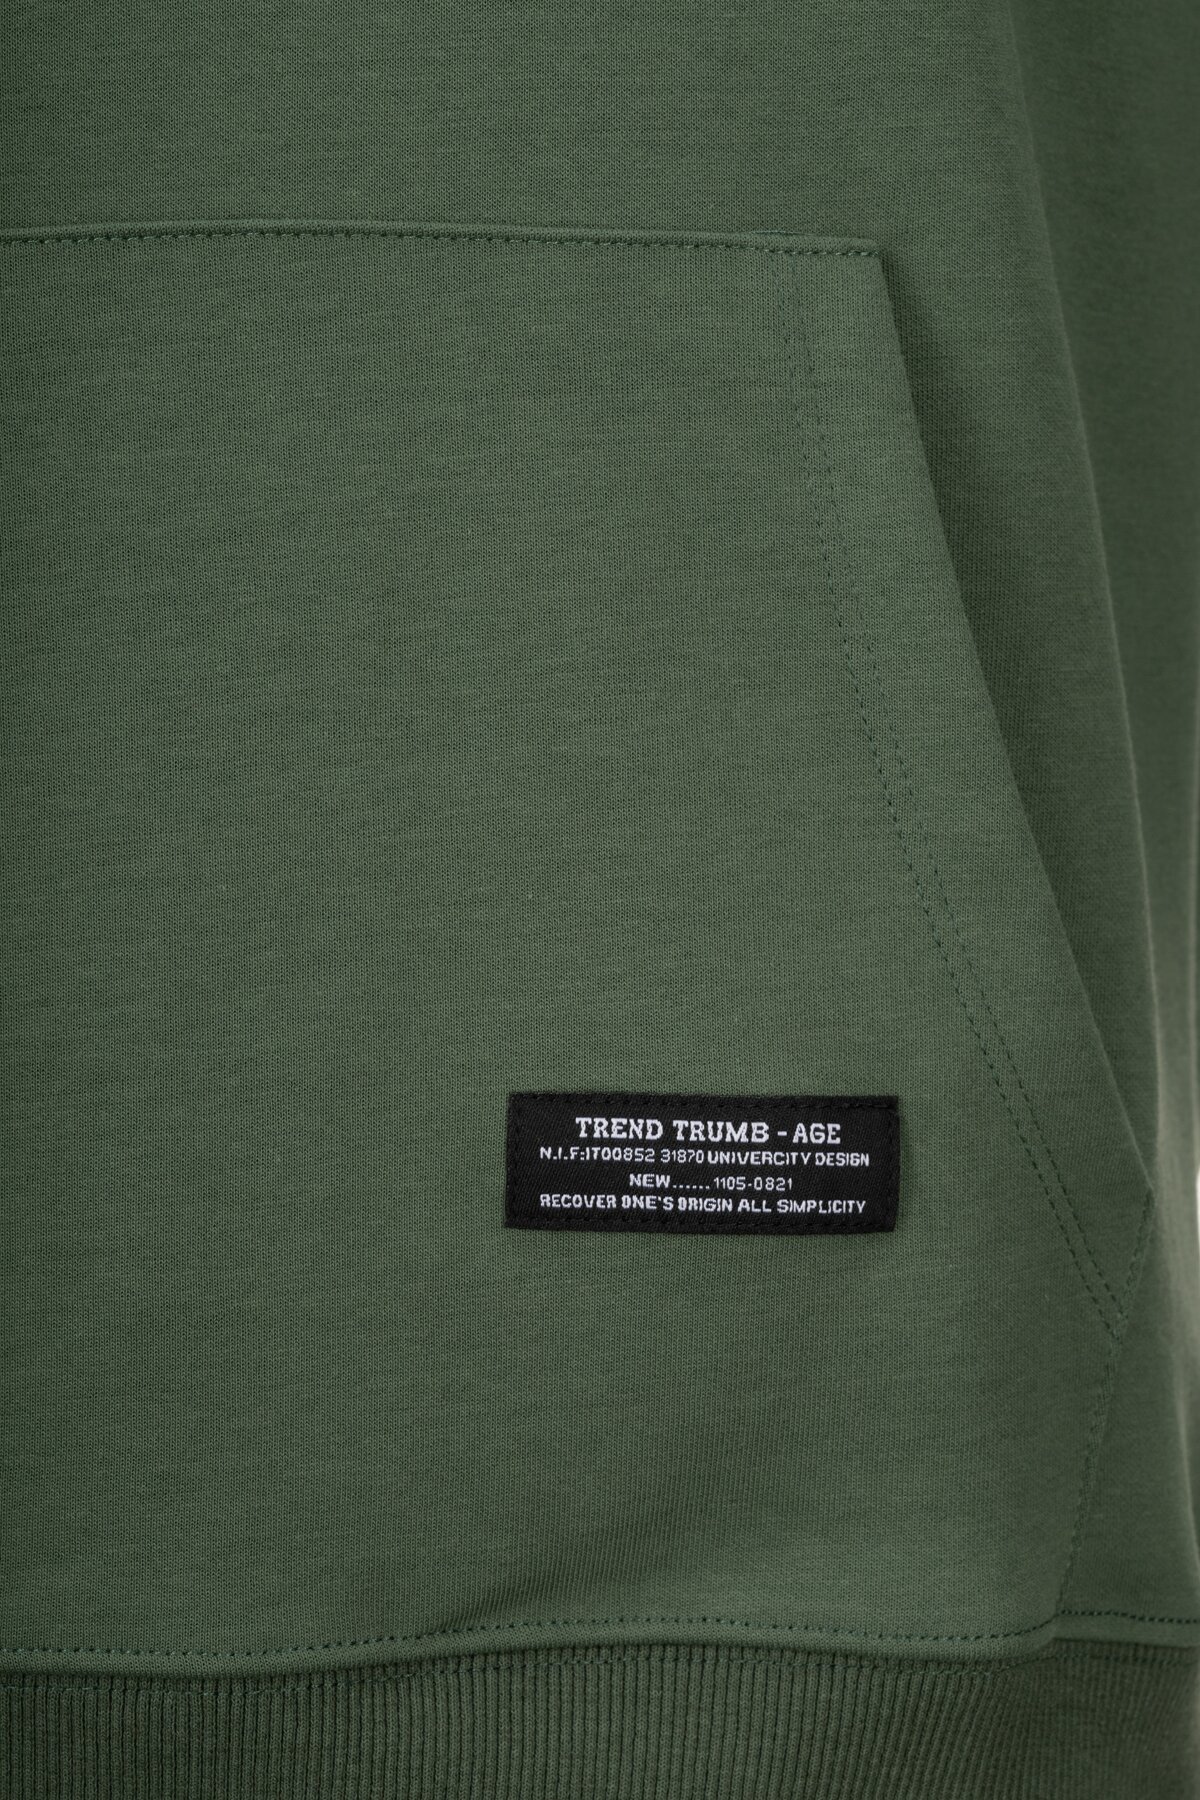 TREND TRUMB - AGE
N.I.F:IT00852 31870 UNIVERCITY DESIGN
NEW...... 1105-0821
RECOVER ONE'S ORIGIN ALL SIMPLICITY